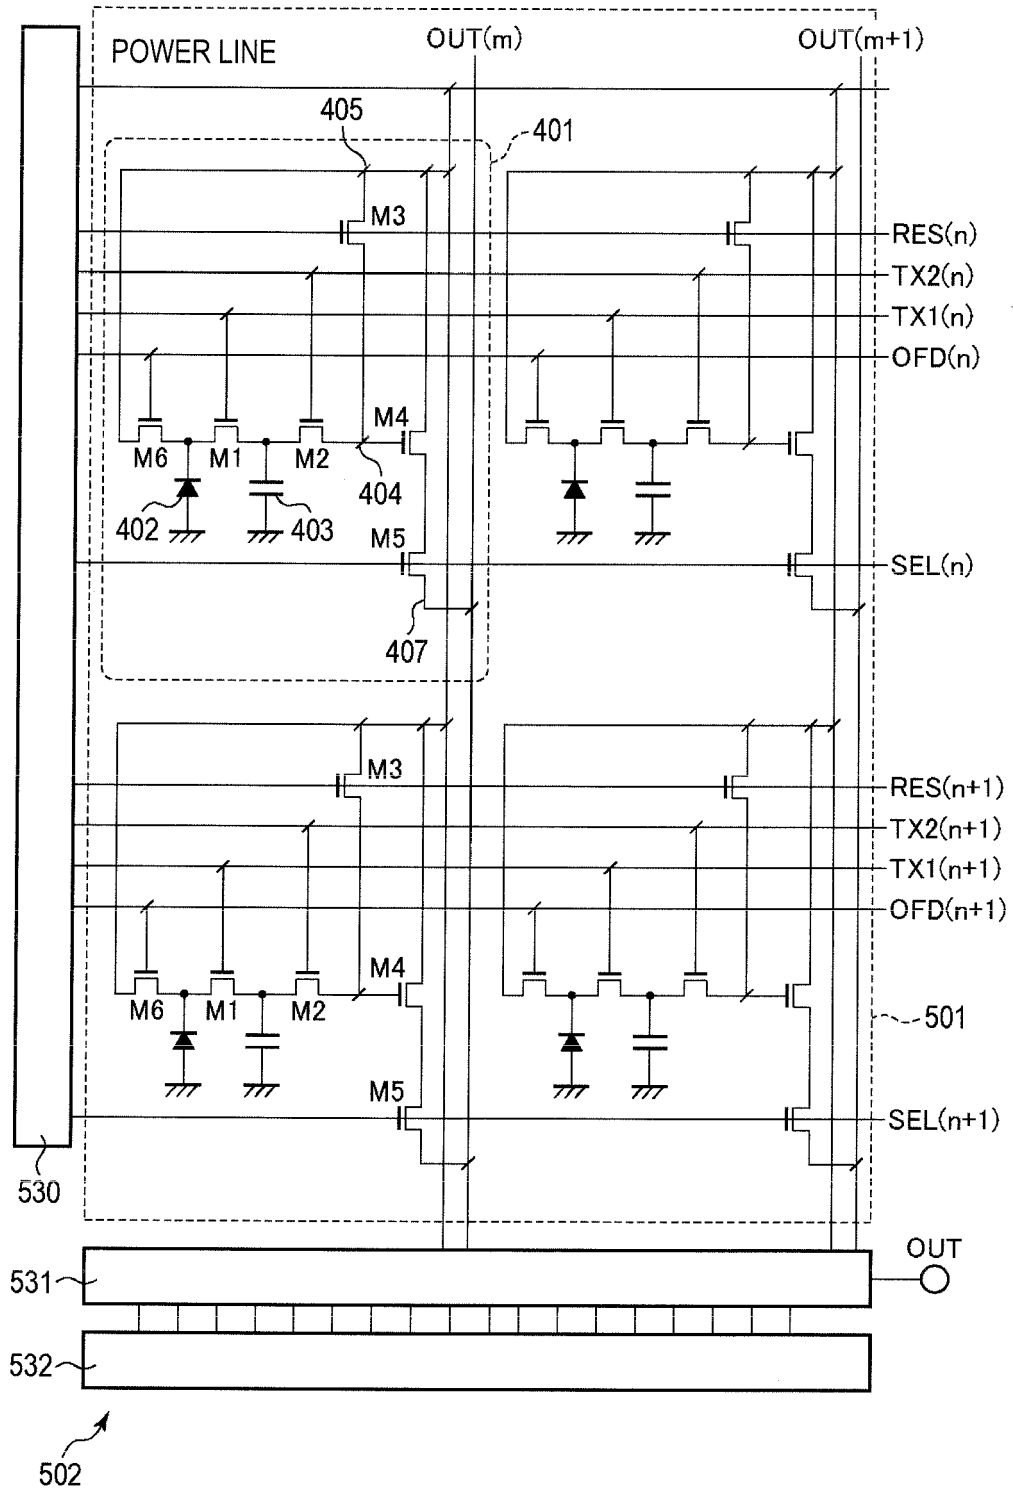 OUT(m)
OUT(m+1)
POWER LINE
405
401
M3
RES(n)
TX2(n)
TX1(n)
OFD(n)
M4
M6
M1
M2
404
402
403
M5
SEL(n)
407
M3
RES(n+1)
TX2(n+1)
TX1(n+1)
OFD(n+1)
M4
M6
M1
M2
501
M5
SEL(n+1)
530
OUT
531
532
502